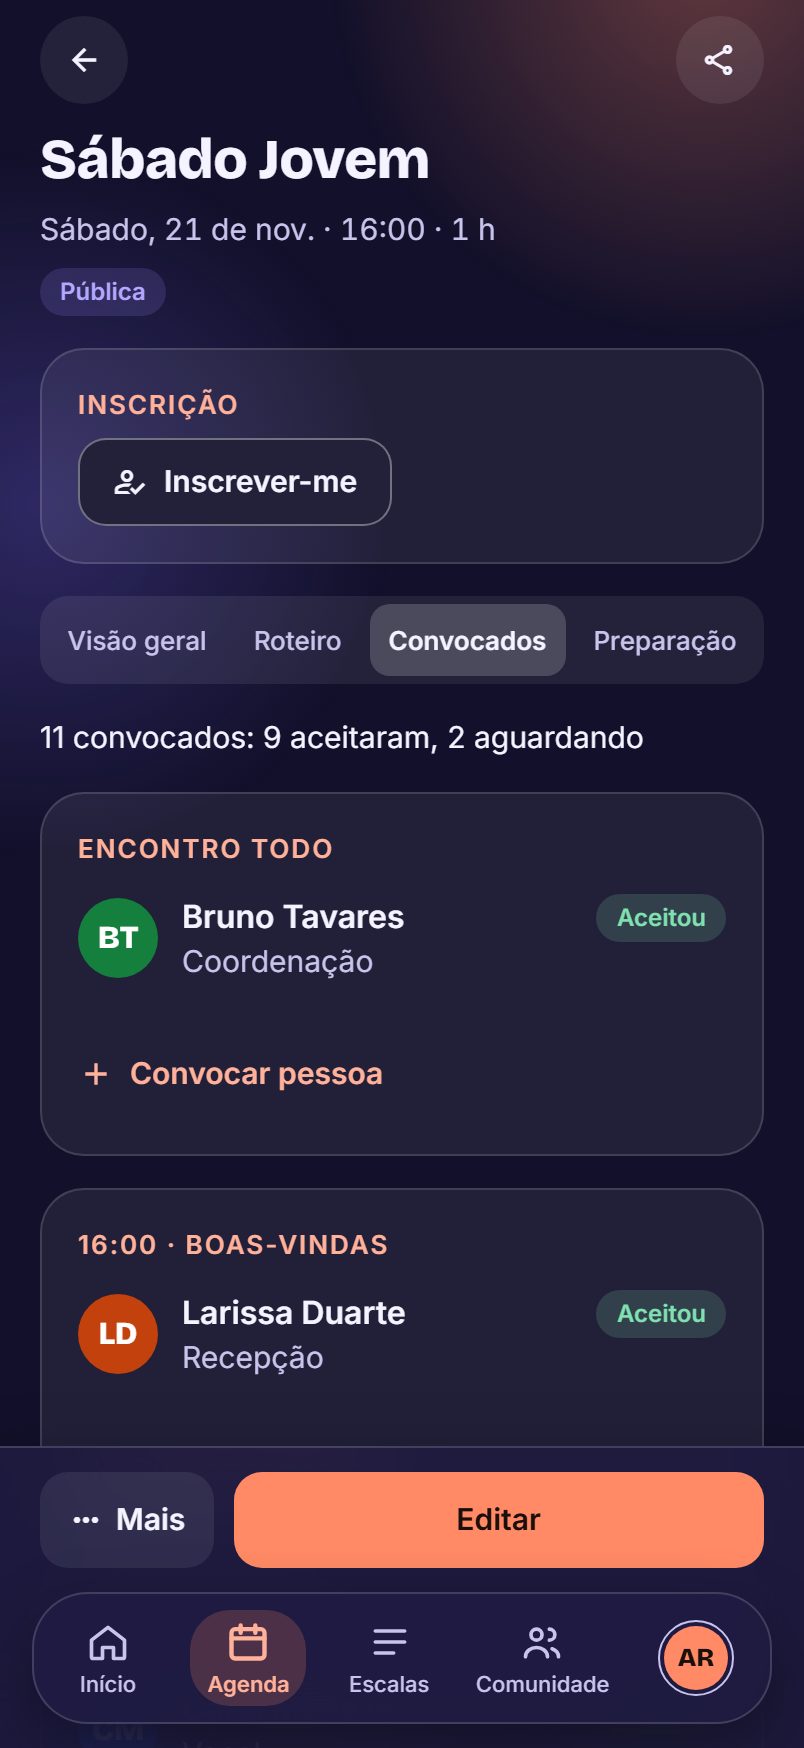 Sábado Jovem
Sábado, 21 de nov. · 16:00 · 1 h
Pública
INSCRIÇÃO
Inscrever-me
Visão geral
Roteiro
Convocados
Preparação
11 convocados: 9 aceitaram, 2 aguardando
ENCONTRO TODO
BT
Bruno Tavares
Aceitou
Coordenação
+ Convocar pessoa
16:00 · BOAS-VINDAS
LD
Larissa Duarte
Aceitou
Recepção
··· Mais
Editar
Início
Agenda
Escalas
Comunidade
AR
CM